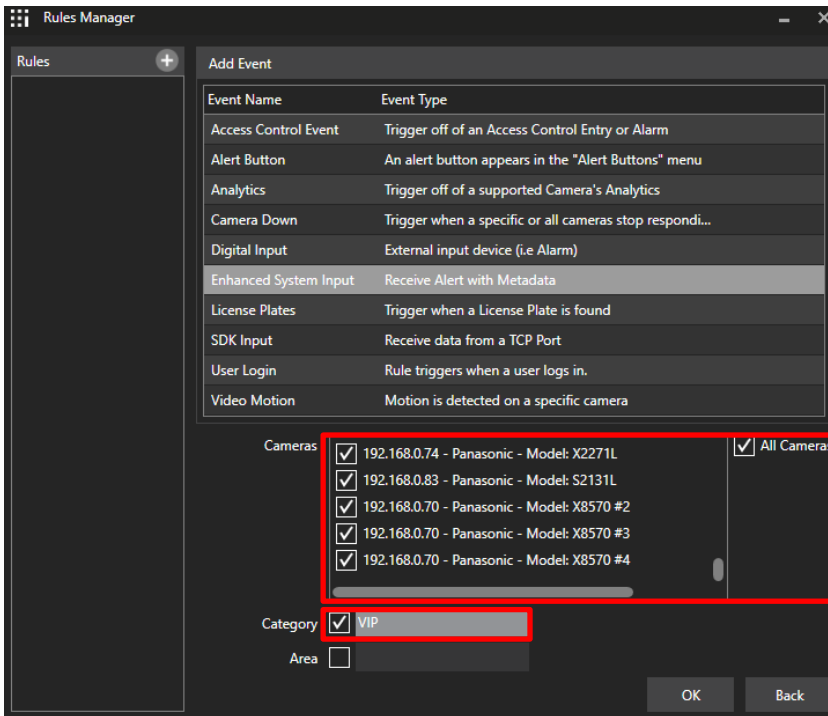 Rules Manager
Rules
Add Event
Event Name Event Type
Access Control Event Trigger off of an Access Control Entry or Alarm
Alert Button An alert button appears in the "Alert Buttons" menu
Analytics Trigger off of a supported Camera's Analytics
Camera Down Trigger when a specific or all cameras stop respondi...
Digital Input External input device (i.e Alarm)
Enhanced System Input Receive Alert with Metadata
License Plates Trigger when a License Plate is found
SDK Input Receive data from a TCP Port
User Login Rule triggers when a user logs in.
Video Motion Motion is detected on a specific camera
Cameras 192.168.0.74 - Panasonic - Model: X2271L All Cameras
192.168.0.83 - Panasonic - Model: S2131L
192.168.0.70 - Panasonic - Model: X8570 #2
192.168.0.70 - Panasonic - Model: X8570 #3
192.168.0.70 - Panasonic - Model: X8570 #4
Category VIP
Area
OK Back